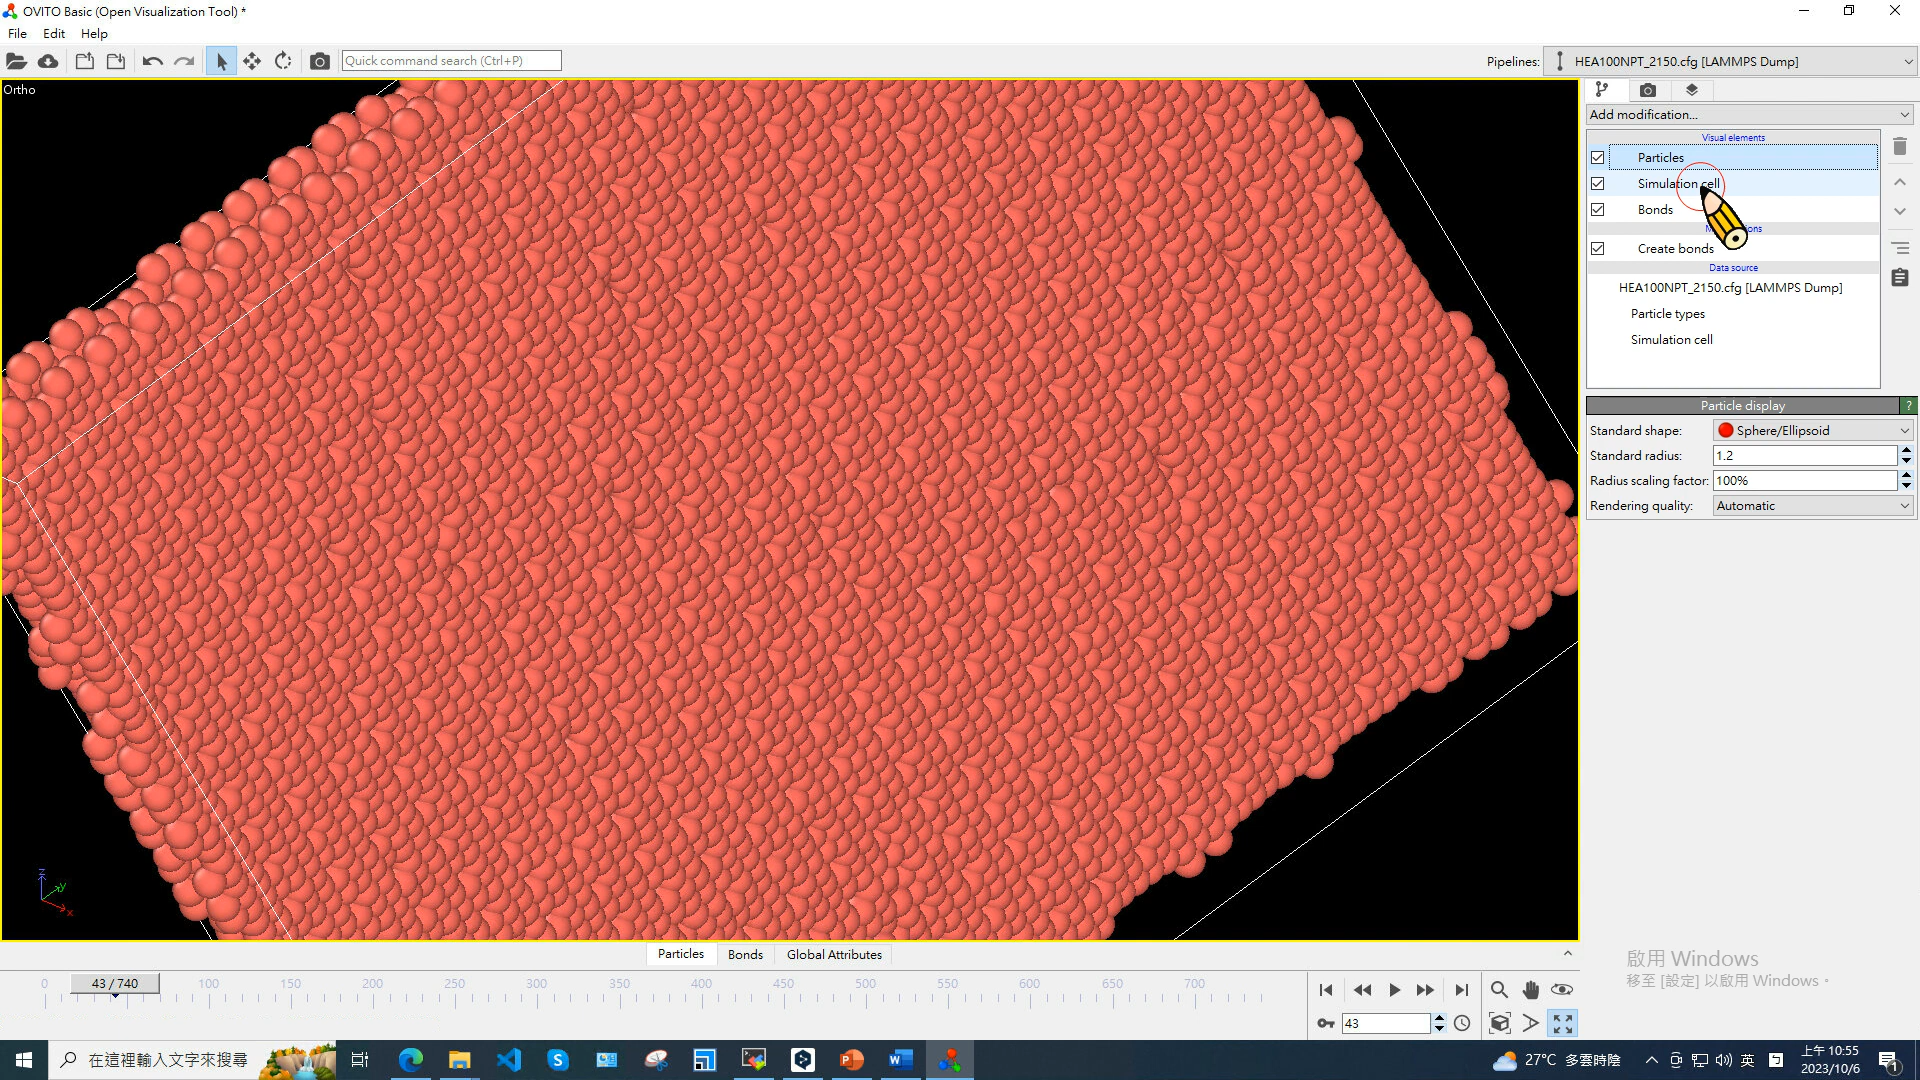 OVITO Basic (Open Visualization Tool) *
File Edit Help
Quick command search (Ctrl+P)
Pipelines: HEA100NPT_2150.cfg [LAMMPS Dump]
Ortho
Add modification...
Visual elements
Particles
Simulation cell
Bonds
Create bonds
Data source
HEA100NPT_2150.cfg [LAMMPS Dump]
Particle types
Simulation cell
Particle display ?
Standard shape: Sphere/Ellipsoid
Standard radius: 1.2
Radius scaling factor: 100%
Rendering quality: Automatic
z
y
x
Particles Bonds Global Attributes
啟用 Windows
移至 [設定] 以啟用 Windows。
0 43 / 740 100 150 200 250 300 350 400 450 500 550 600 650 700
43
在這裡輸入文字來搜尋
27°C 多雲時陰
英
上午 10:55
2023/10/6
1